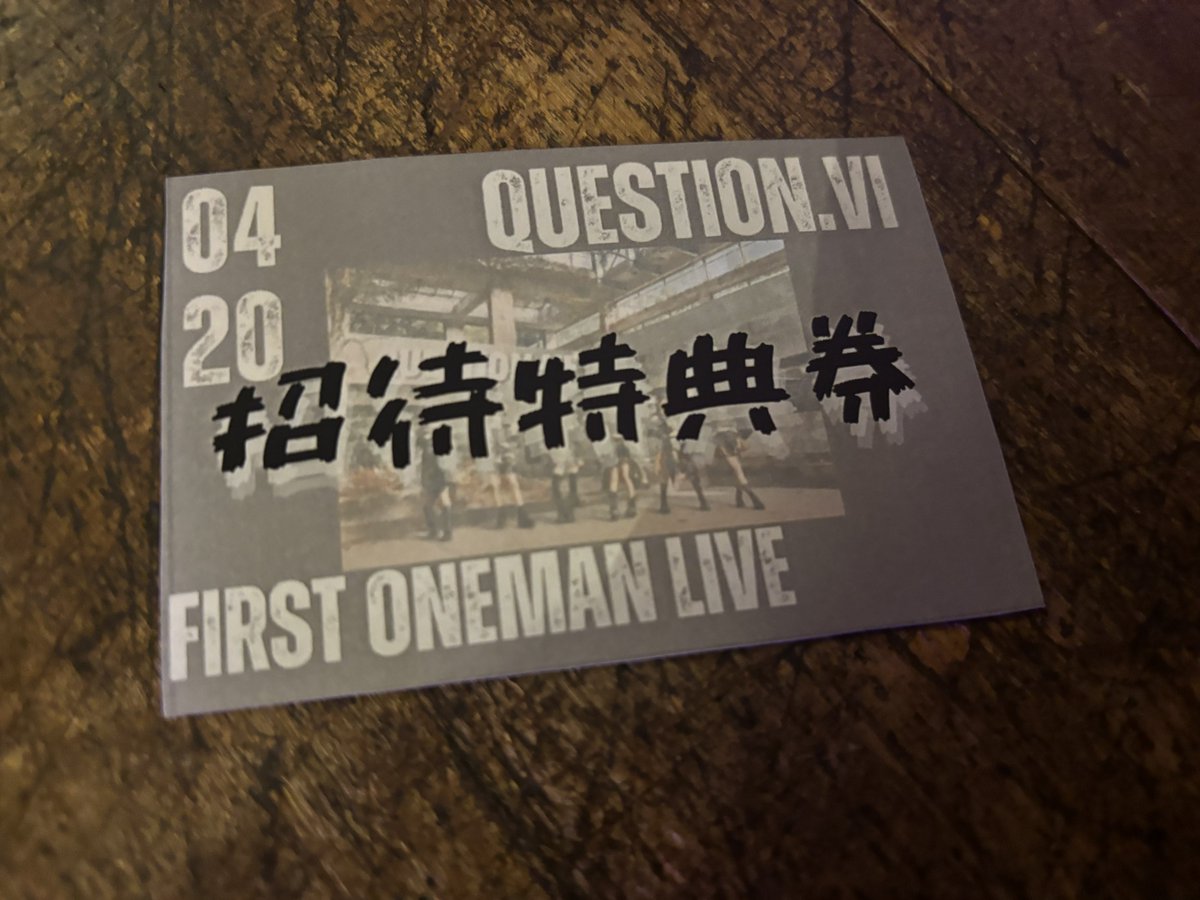 04
20
QUESTION.VI
招待特典券
FIRST ONEMAN LIVE